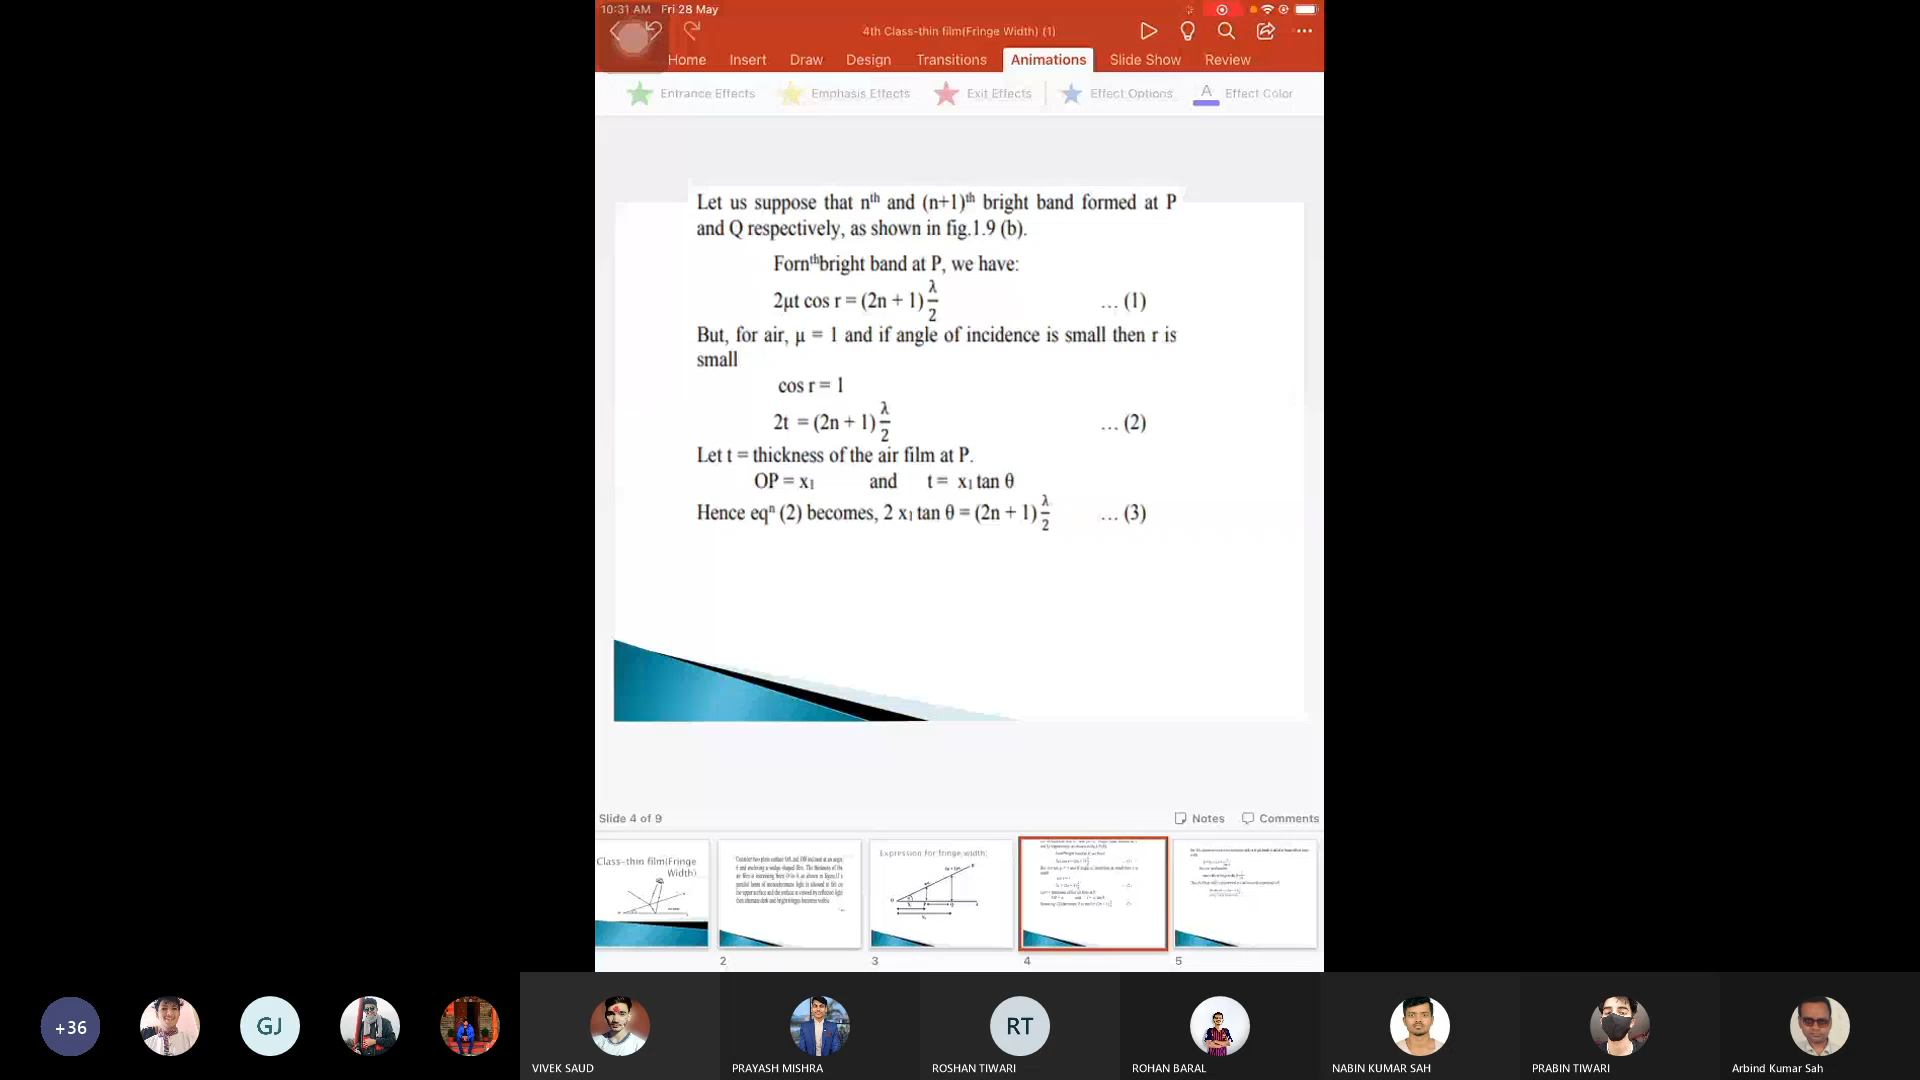 10:31 AM Fri 28 May
4th Class-thin film(Fringe Width) (1)
Home Insert Draw Design Transitions Animations Slide Show Review
Entrance Effects Emphasis Effects Exit Effects Effect Options A Effect Color
Let us suppose that nᵗʰ and (n+1)ᵗʰ bright band formed at P
and Q respectively, as shown in fig.1.9 (b).
Fornᵗʰbright band at P, we have:
2μt cos r = (2n + 1) λ/2 … (1)
But, for air, μ = 1 and if angle of incidence is small then r is
small
cos r = 1
2t = (2n + 1) λ/2 … (2)
Let t = thickness of the air film at P.
OP = x₁ and t = x₁ tan θ
Hence eqⁿ (2) becomes, 2 x₁ tan θ = (2n + 1) λ/2 … (3)
Slide 4 of 9
Notes Comments
Class-thin film(Fringe
Width)
Expression for fringe width:
2 3 4 5
+36 GJ RT
VIVEK SAUD PRAYASH MISHRA ROSHAN TIWARI ROHAN BARAL NABIN KUMAR SAH PRABIN TIWARI Arbind Kumar Sah